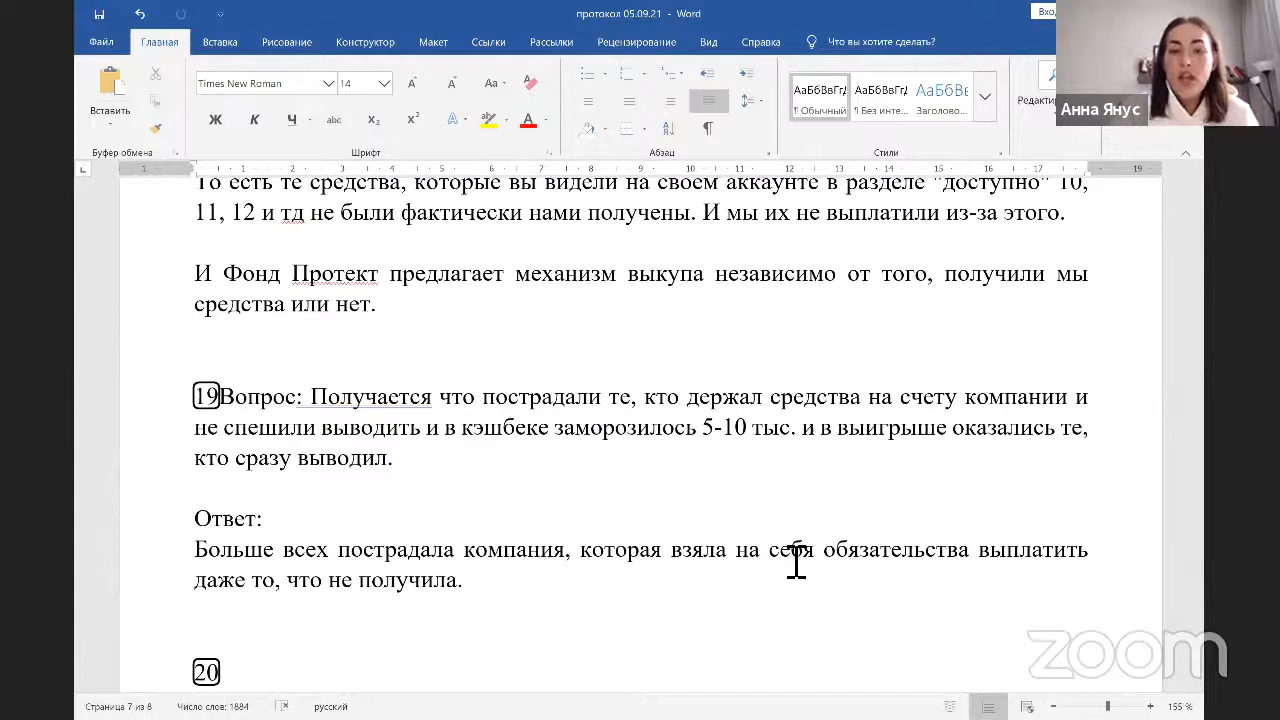 протокол 05.09.21 - Word
Файл Главная Вставка Рисование Конструктор Макет Ссылки Рассылки Рецензирование Вид Справка Что вы хотите сделать?
Анна Янус
Times New Roman 14
Вставить
АаБбВвГг АаБбВвГг
¶ Обычный ¶ Без инте... Заголово...
Буфер обмена Шрифт Абзац Стили
То есть те средства, которые вы видели на своем аккаунте в разделе "доступно" 10,
11, 12 и тд не были фактически нами получены. И мы их не выплатили из-за этого.
И Фонд Протект предлагает механизм выкупа независимо от того, получили мы
средства или нет.
19Вопрос: Получается что пострадали те, кто держал средства на счету компании и
не спешили выводить и в кэшбеке заморозилось 5-10 тыс. и в выигрыше оказались те,
кто сразу выводил.
Ответ:
Больше всех пострадала компания, которая взяла на себя обязательства выплатить
даже то, что не получила.
20
zoom
Страница 7 из 8 Число слов: 1884 русский 155 %